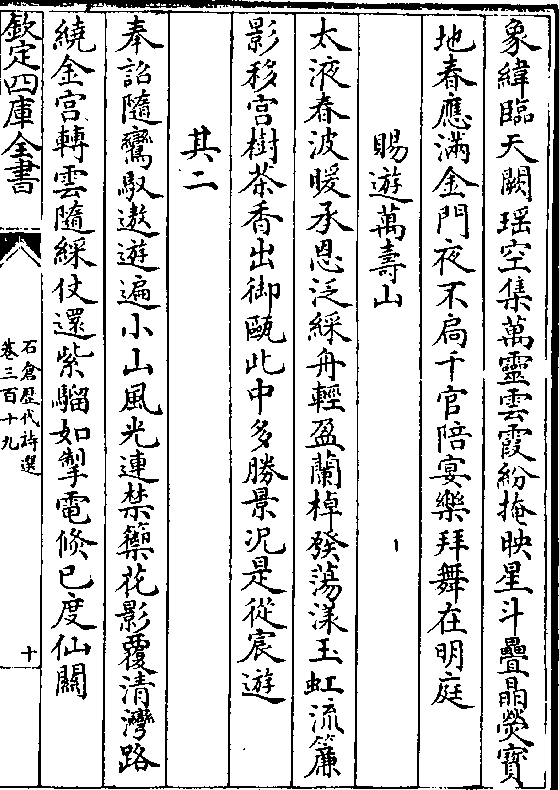 象緯臨天闕瑶空集萬靈雲霞紛掩映星斗疊晶熒寳
地春應滿金門夜不扃千官陪宴樂拜舞在明庭
賜遊萬壽山
太液春波暖承恩泛綵舟輕盈蘭棹發蕩漾玉虹流簾
影移宫樹茶香出御甌此中多勝景况是從宸遊
其二
奉詔隨鸞馭遨遊遍小山風光連禁籞花影覆清灣路
繞金宫轉雲隨綵仗還紫騮如掣電倐已度仙關
欽定四庫全書
石倉歷代詩選
卷三百十九
十